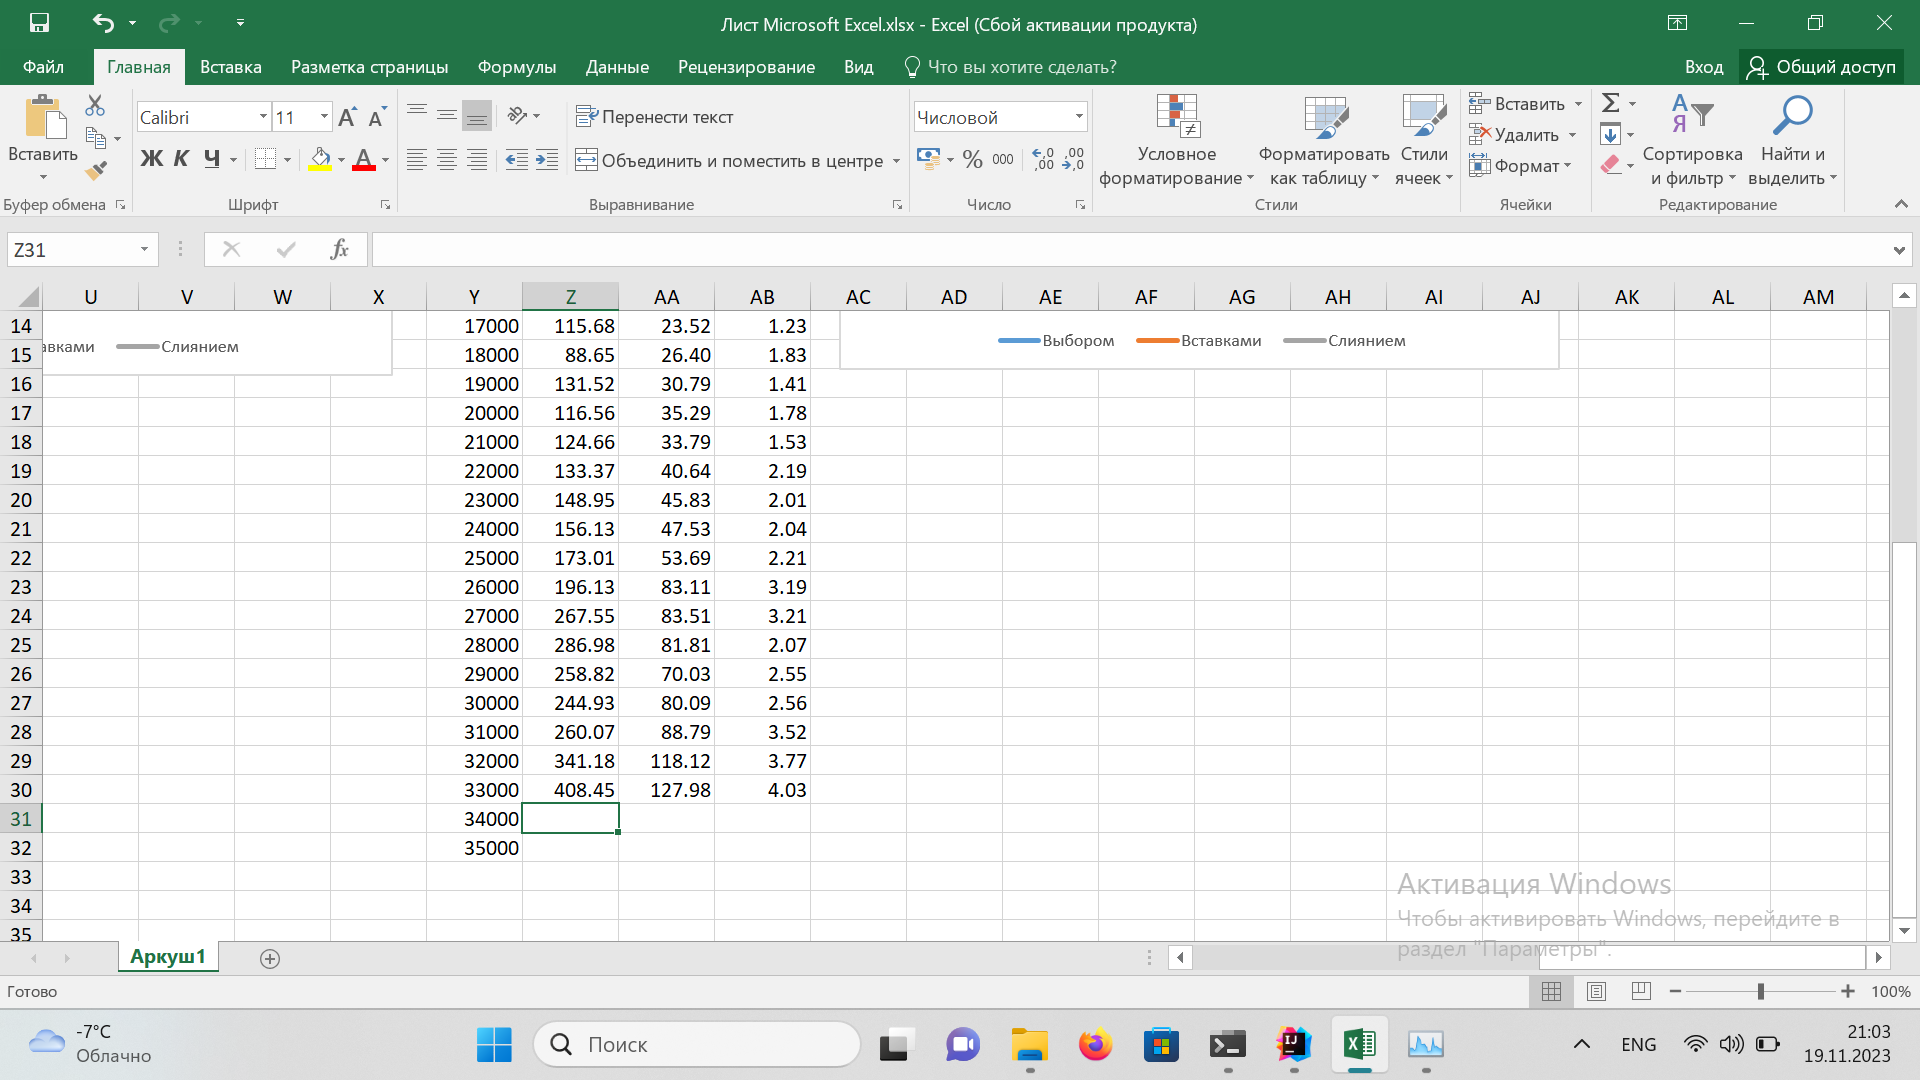 Лист Microsoft Excel.xlsx - Excel (Сбой активации продукта)
Файл Главная Вставка Разметка страницы Формулы Данные Рецензирование Вид Что вы хотите сделать? Вход Общий доступ
Вставить
Буфер обмена
Calibri 11
Ж К Ч А
Шрифт
Перенести текст
Объединить и поместить в центре
Выравнивание
Числовой
% 000 ,0 ,00 ,00 ,0
Число
Условное форматирование
Форматировать как таблицу
Стили ячеек
Стили
Вставить
Удалить
Формат
Ячейки
Сортировка и фильтр
Найти и выделить
Редактирование
Z31 fx
U V W X Y Z AA AB AC AD AE AF AG AH AI AJ AK AL AM
14 17000 115.68 23.52 1.23
авками Слиянием
Выбором Вставками Слиянием
15 18000 88.65 26.40 1.83
16 19000 131.52 30.79 1.41
17 20000 116.56 35.29 1.78
18 21000 124.66 33.79 1.53
19 22000 133.37 40.64 2.19
20 23000 148.95 45.83 2.01
21 24000 156.13 47.53 2.04
22 25000 173.01 53.69 2.21
23 26000 196.13 83.11 3.19
24 27000 267.55 83.51 3.21
25 28000 286.98 81.81 2.07
26 29000 258.82 70.03 2.55
27 30000 244.93 80.09 2.56
28 31000 260.07 88.79 3.52
29 32000 341.18 118.12 3.77
30 33000 408.45 127.98 4.03
31 34000
32 35000
33
34
35
Активация Windows
Чтобы активировать Windows, перейдите в
раздел "Параметры".
Аркуш1
Готово 100%
-7°C
Облачно
Поиск
ENG
21:03
19.11.2023